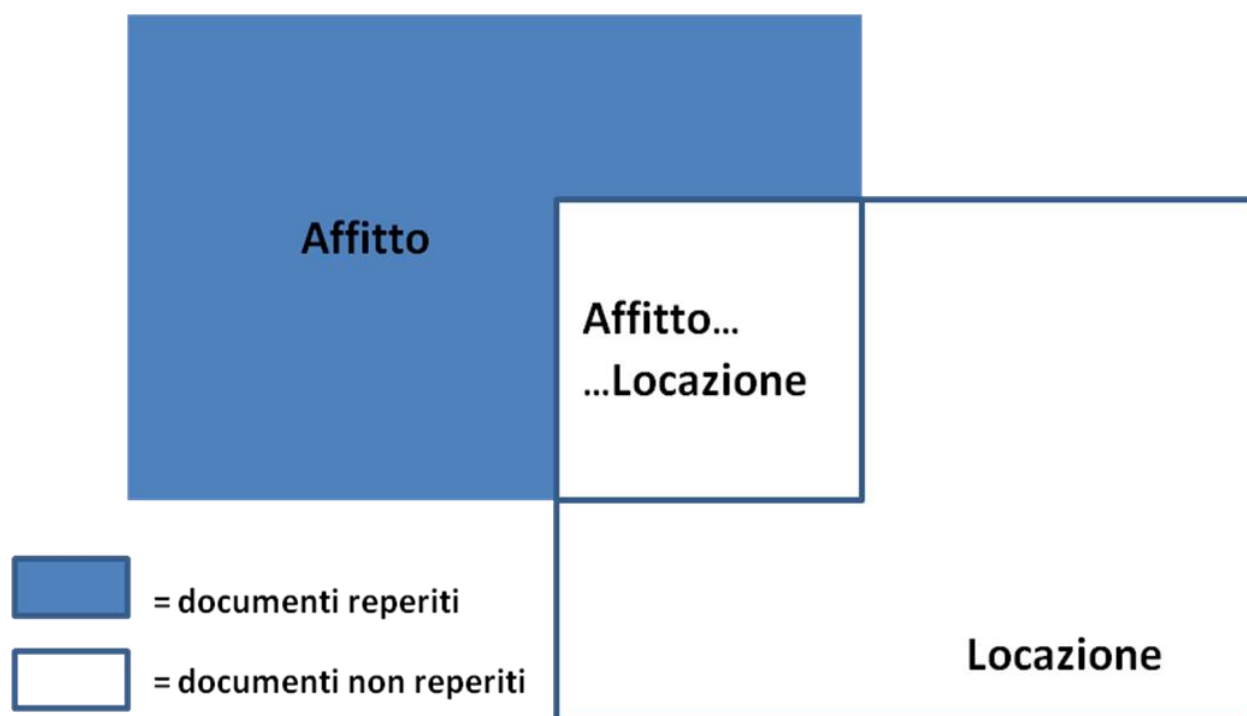 Affitto
Affitto...
...Locazione
= documenti reperiti
Locazione
= documenti non reperiti